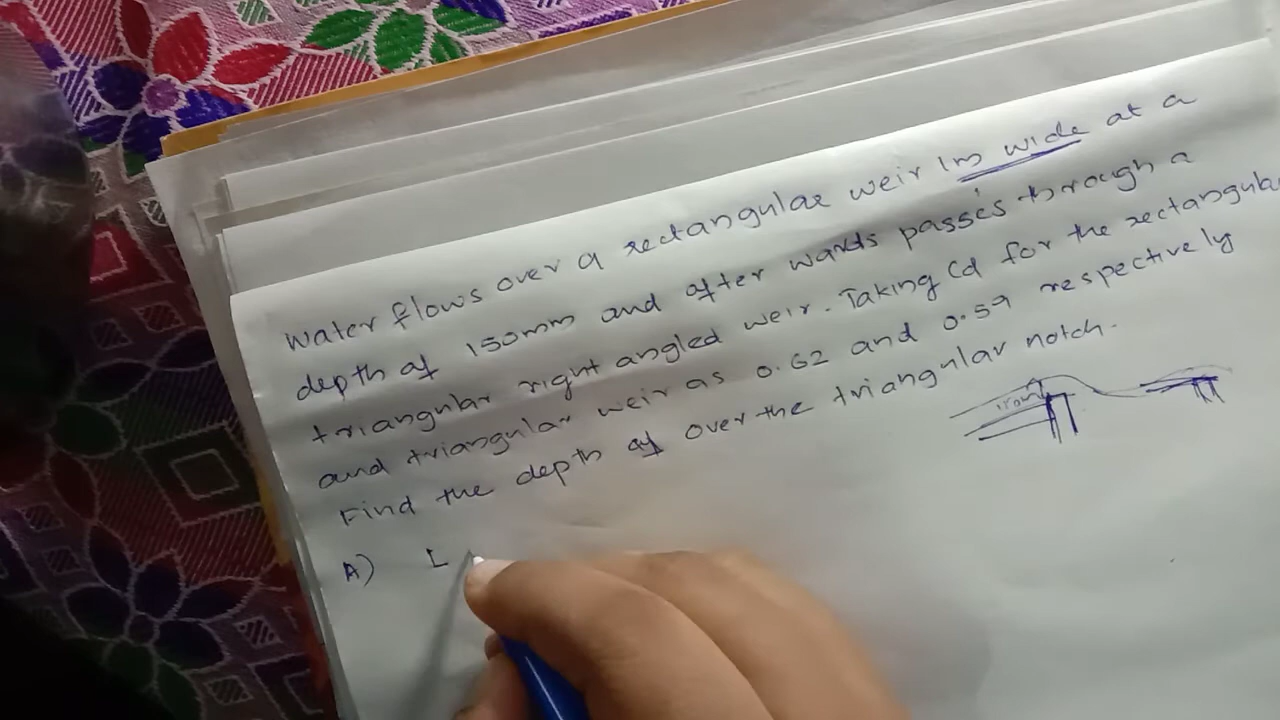 Water flows over a rectangular weir 1m wide at a
depth of 150mm and after wards passes through a
triangular right angled weir. Taking Cd for the rectangular
and triangular weir as 0.62 and 0.59 respectively
Find the depth of over the triangular notch.
A) L